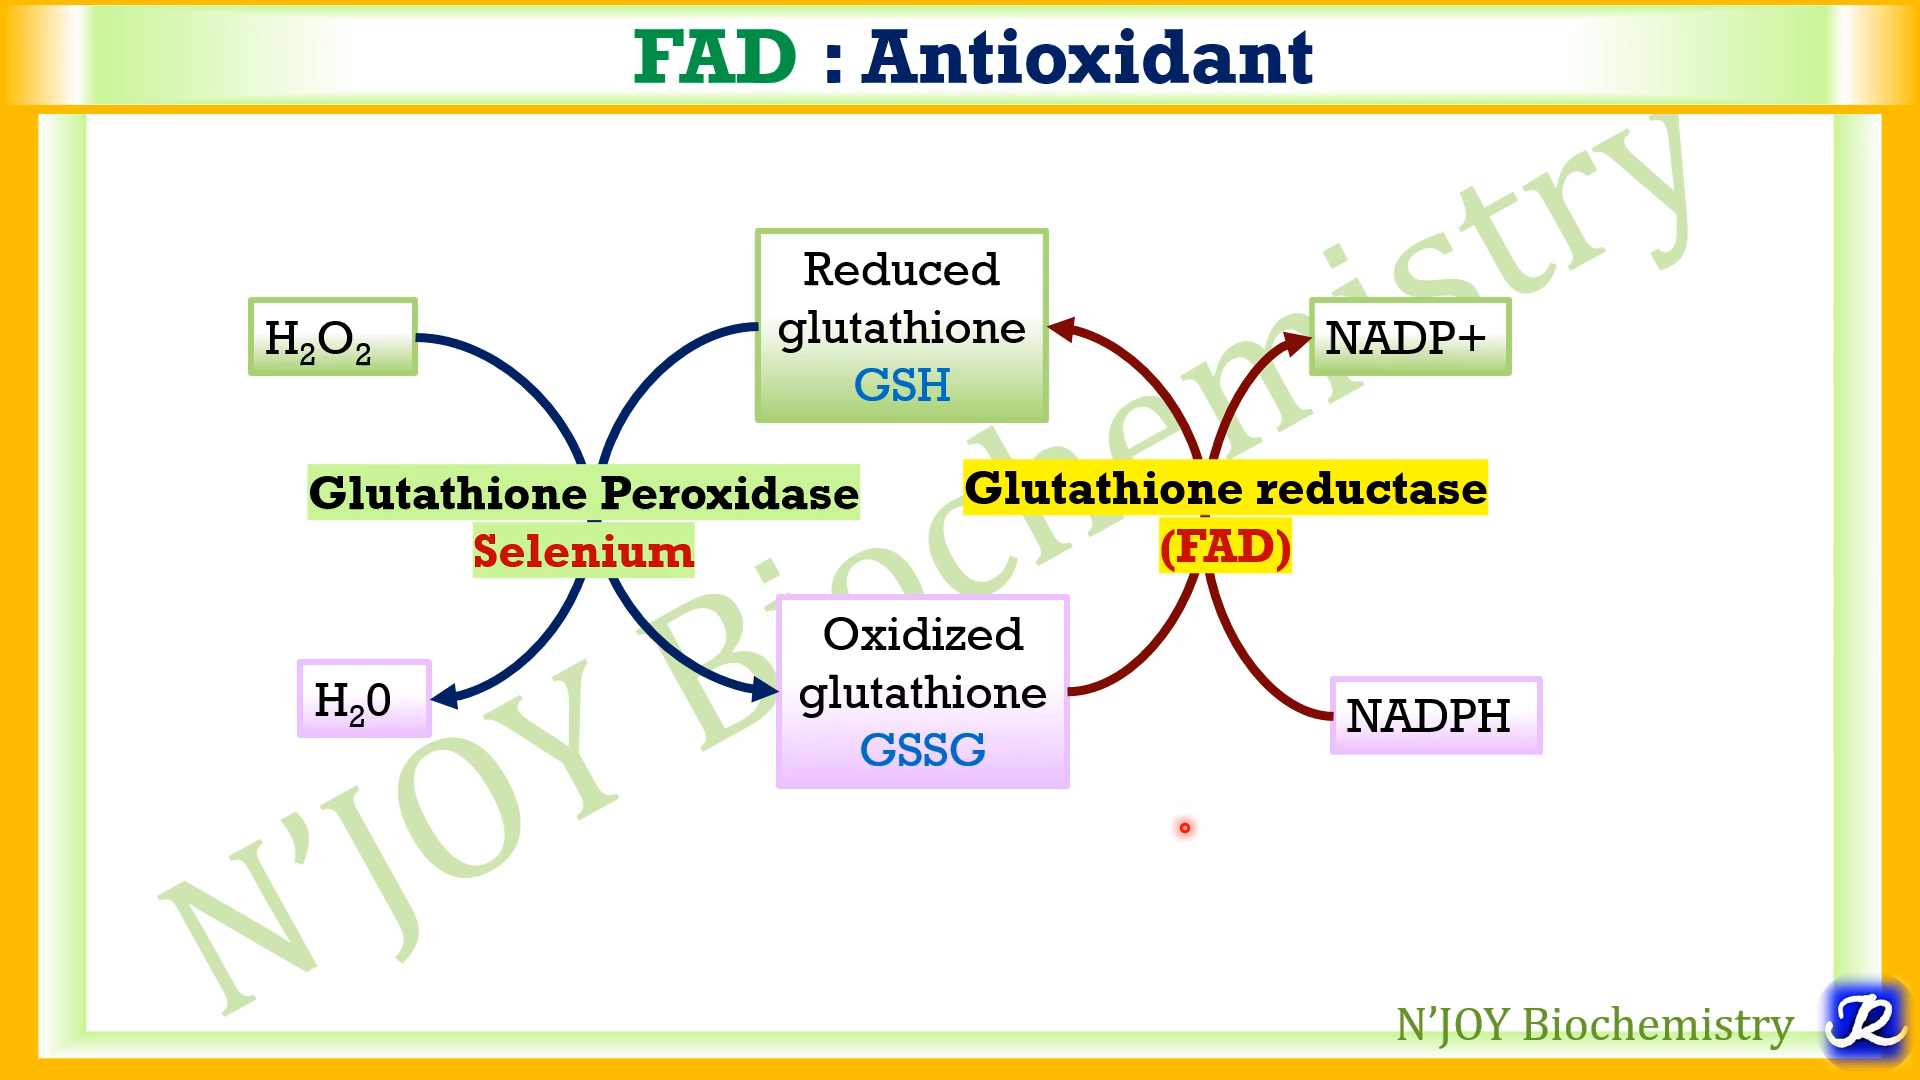 FAD : Antioxidant
H₂O₂
Reduced
glutathione
GSH
NADP+
Glutathione Peroxidase
Selenium
Glutathione reductase
(FAD)
H₂0
Oxidized
glutathione
GSSG
NADPH
N'JOY Biochemistry
N'JOY Biochemistry